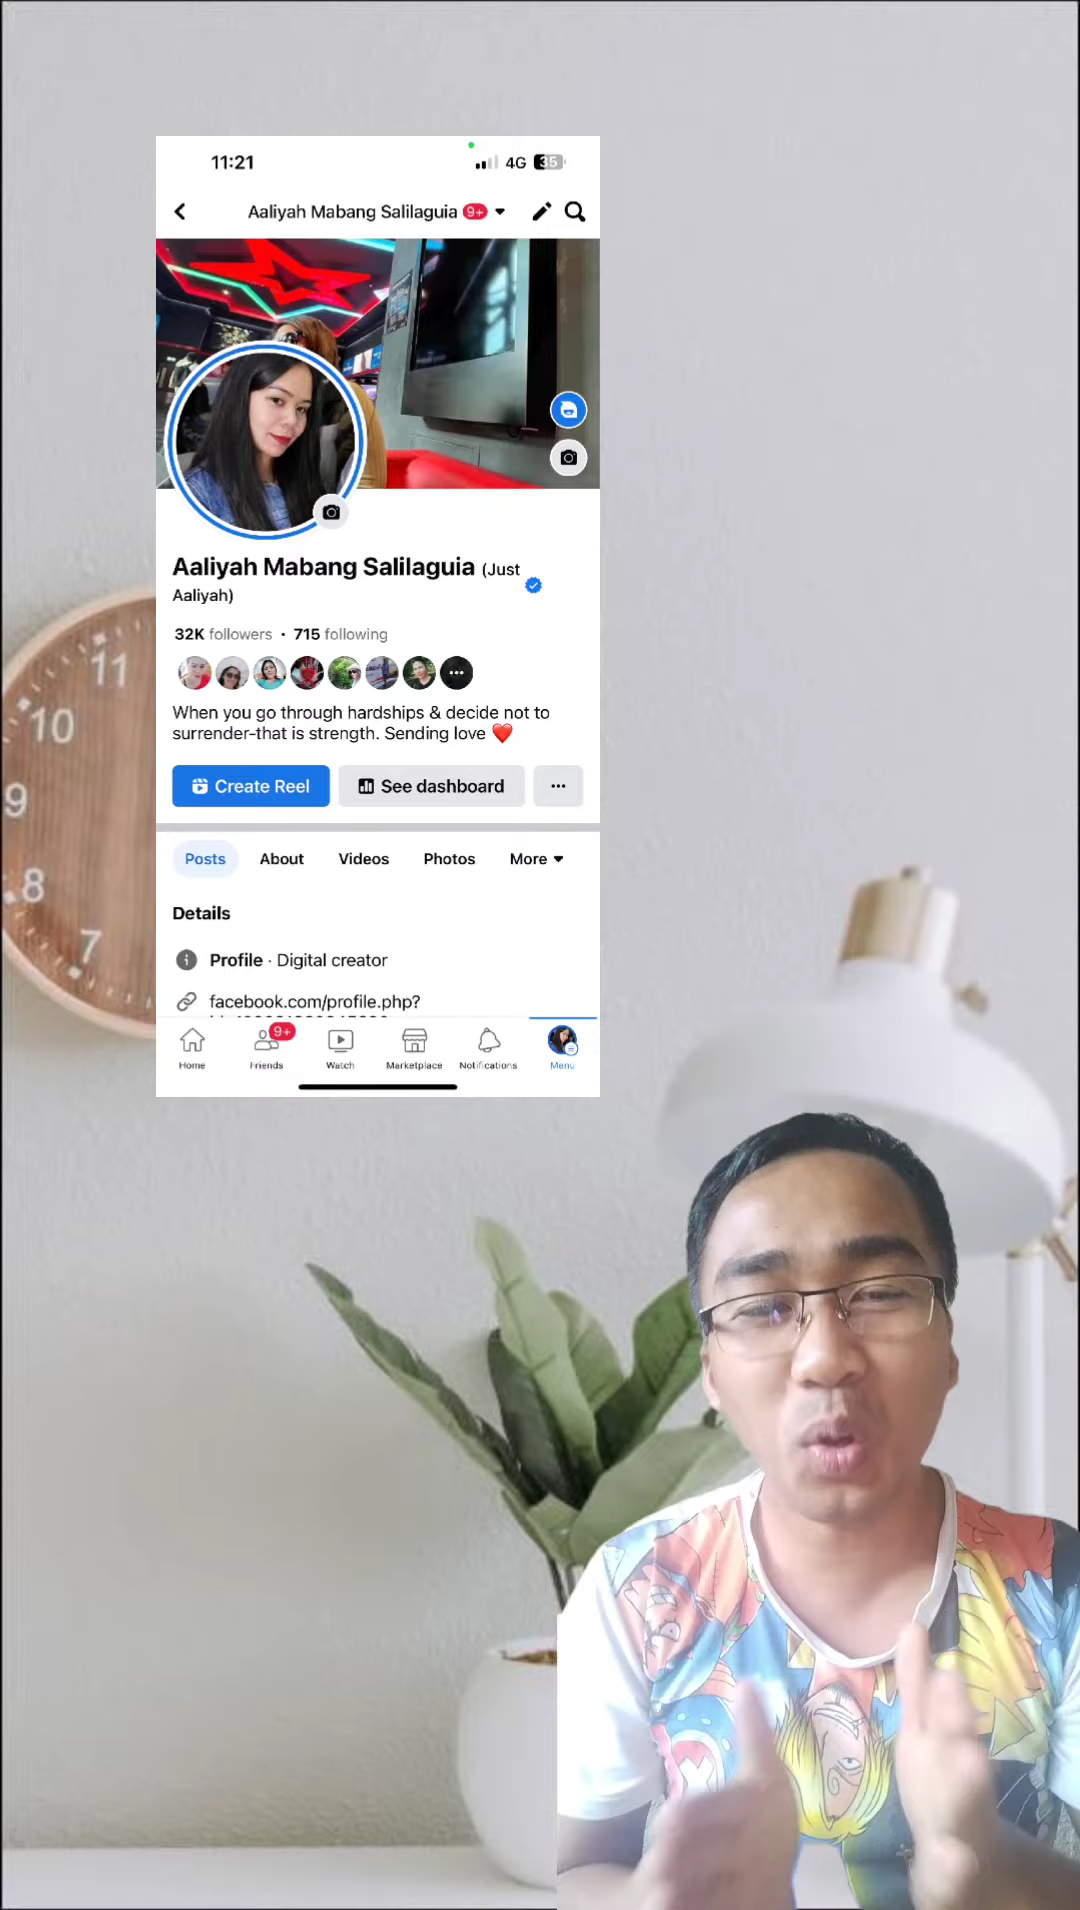 11:21
4G 35
Aaliyah Mabang Salilaguia 9+
Aaliyah Mabang Salilaguia (Just
Aaliyah)
32K followers • 715 following
When you go through hardships & decide not to
surrender-that is strength. Sending love ❤️
Create Reel
See dashboard
Posts
About
Videos
Photos
More
Details
Profile · Digital creator
facebook.com/profile.php?
9+
Home
Friends
Watch
Marketplace
Notifications
Menu
11
10
9
8
7